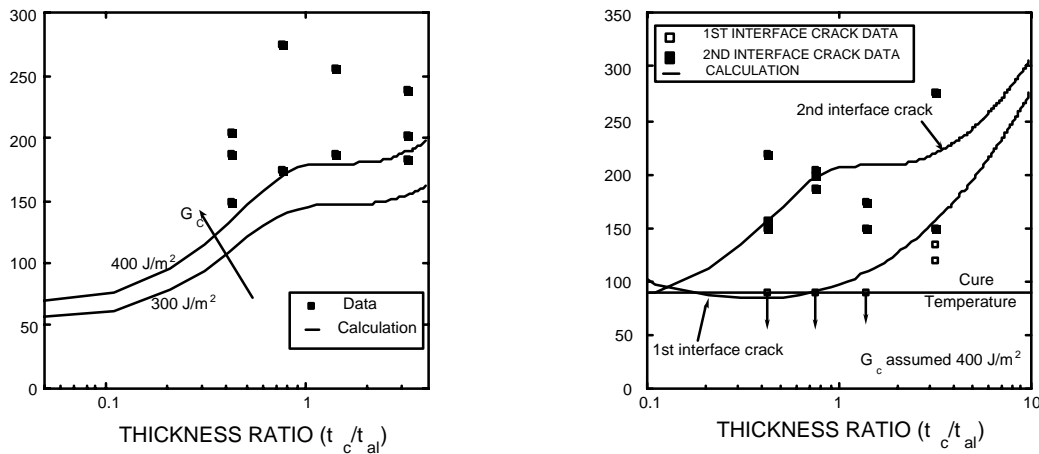 300
250
200
150
100
50
0
G
C
400 J/m2
300 J/m2
Data
Calculation
0.1
1
THICKNESS RATIO (t c/tal)
350
300
250
200
150
100
50
0
1ST INTERFACE CRACK DATA
2ND INTERFACE CRACK DATA
CALCULATION
2nd interface crack
Cure
Temperature
1st interface crack
Gc assumed 400 J/m2
0.1
1
10
THICKNESS RATIO (t c/tal)